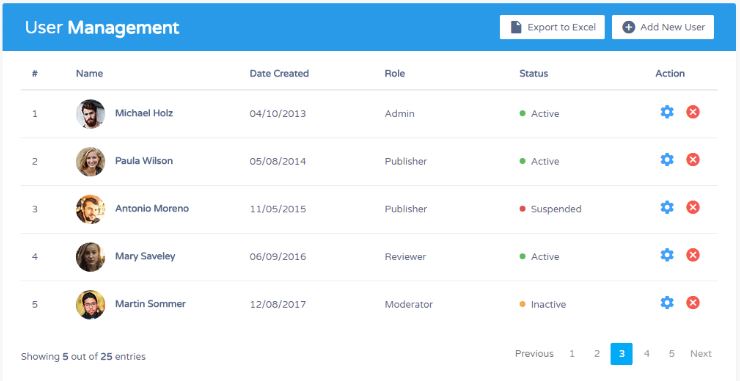 User Management
Export to Excel
Add New User
# Name Date Created Role Status Action
1 Michael Holz 04/10/2013 Admin Active
2 Paula Wilson 05/08/2014 Publisher Active
3 Antonio Moreno 11/05/2015 Publisher Suspended
4 Mary Saveley 06/09/2016 Reviewer Active
5 Martin Sommer 12/08/2017 Moderator Inactive
Showing 5 out of 25 entries
Previous 1 2 3 4 5 Next